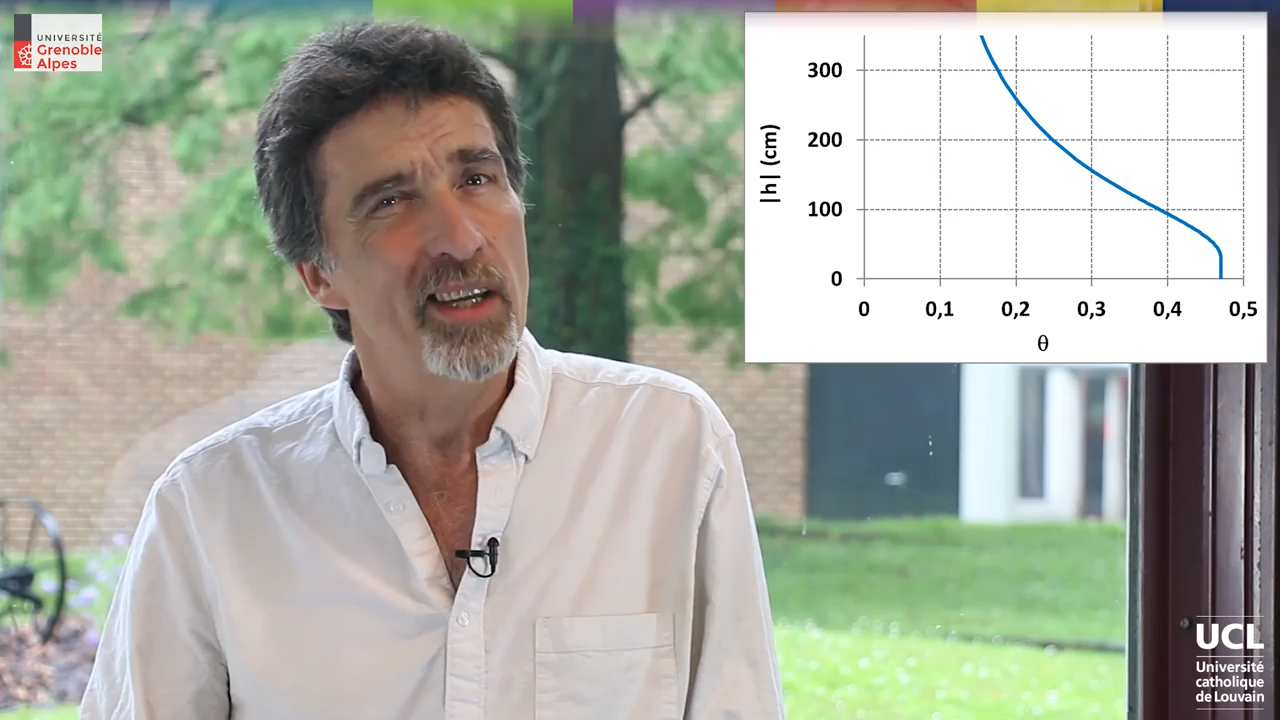 UNIVERSITÉ
Grenoble
Alpes
300
200
100
0
|h| (cm)
0
0,1
0,2
0,3
0,4
0,5
θ
UCL
Université
catholique
de Louvain